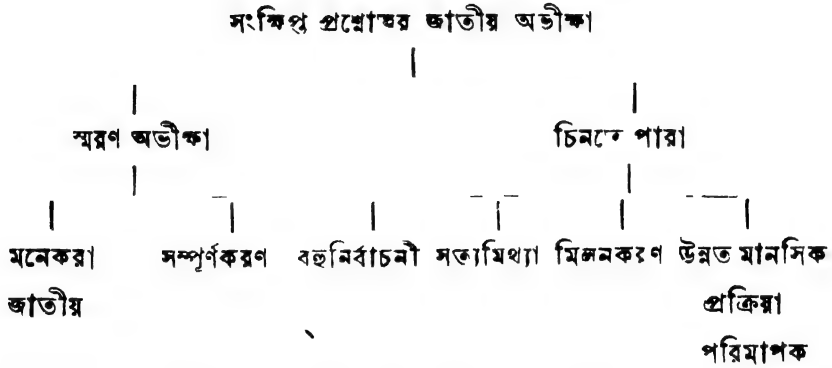 সংক্ষিপ্ত প্রশ্নোত্তর জাতীয় অভীক্ষা
স্মরণ অভীক্ষা চিনতে পারা
মনেকরা সম্পূর্ণকরণ বহুনির্বাচনী সত্যমিথ্যা মিলনকরণ উন্নত মানসিক
জাতীয় প্রক্রিয়া
পরিমাপক